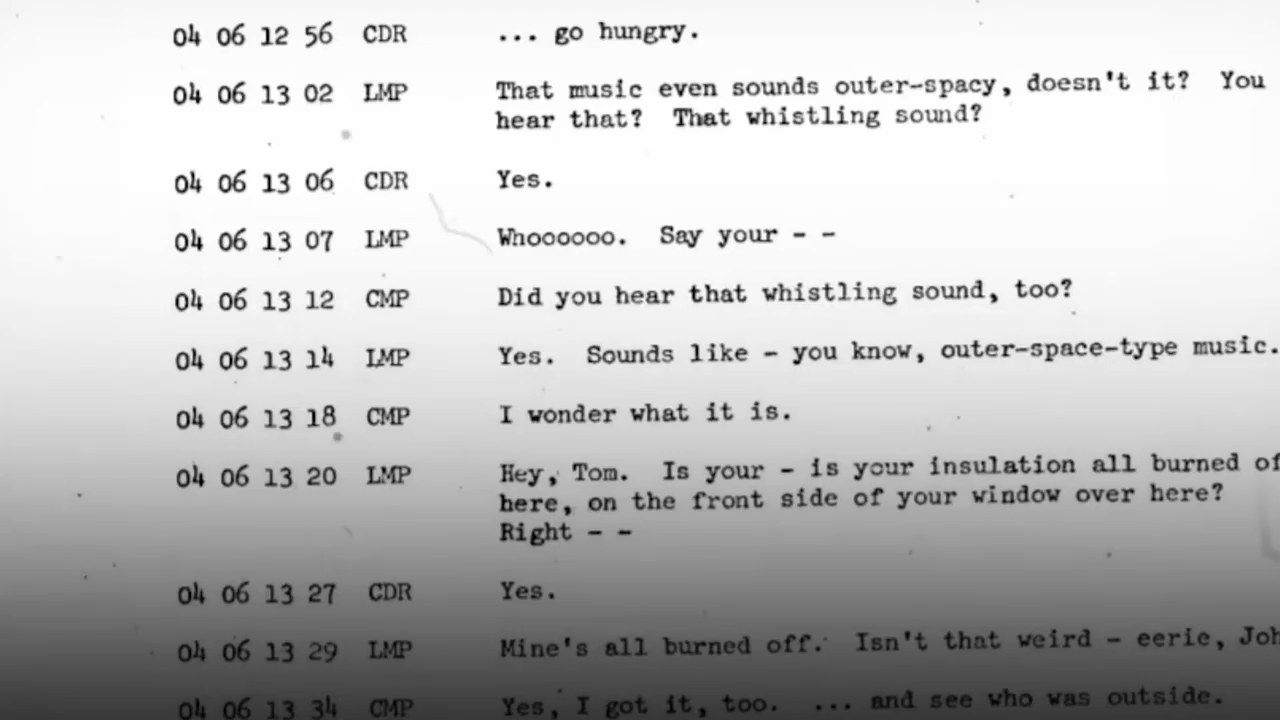 04 06 12 56 CDR ... go hungry.
04 06 13 02 LMP That music even sounds outer-spacy, doesn't it? You
hear that? That whistling sound?
04 06 13 06 CDR Yes.
04 06 13 07 LMP Whoooooo. Say your - -
04 06 13 12 CMP Did you hear that whistling sound, too?
04 06 13 14 LMP Yes. Sounds like - you know, outer-space-type music.
04 06 13 18 CMP I wonder what it is.
04 06 13 20 LMP Hey, Tom. Is your - is your insulation all burned of
here, on the front side of your window over here?
Right - -
04 06 13 27 CDR Yes.
04 06 13 29 LMP Mine's all burned off. Isn't that weird - eerie, Joh
04 06 13 34 CMP Yes, I got it, too. ... and see who was outside.